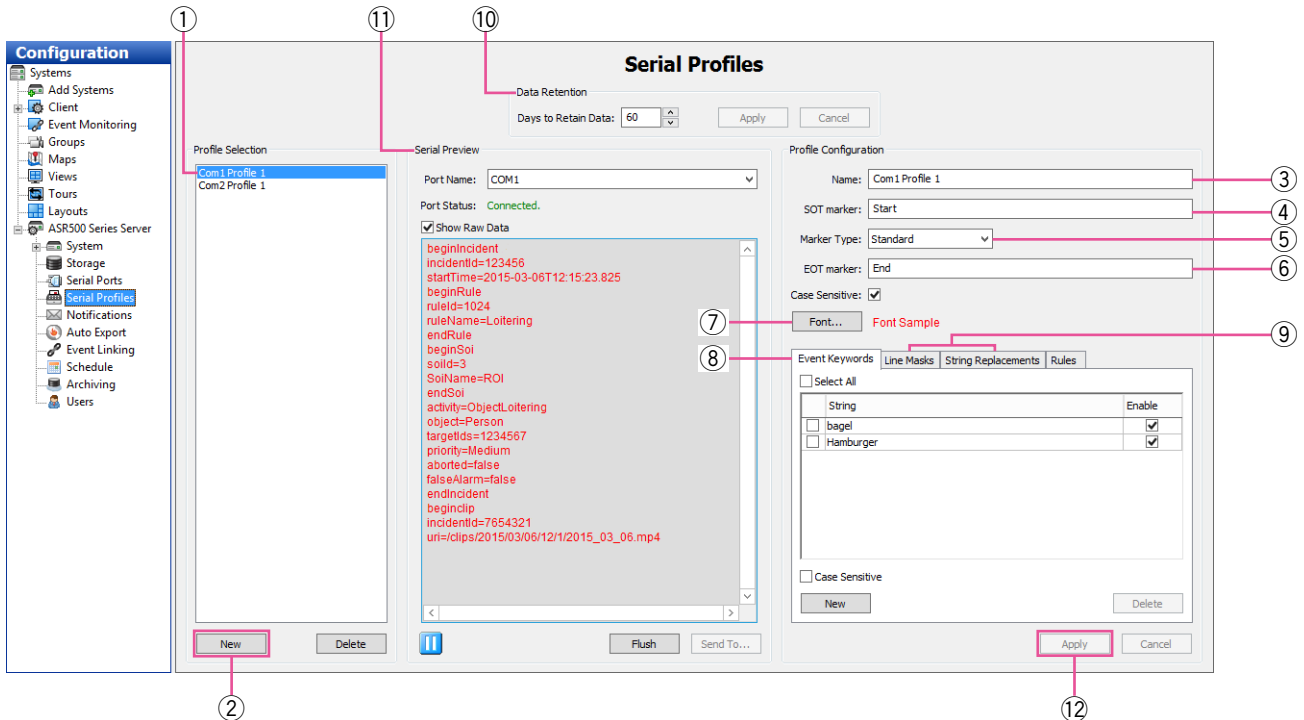 ① ⑪ ⑩
Configuration
Systems
Add Systems
Client
Event Monitoring
Groups
Maps
Views
Tours
Layouts
ASR500 Series Server
System
Storage
Serial Ports
Serial Profiles
Notifications
Auto Export
Event Linking
Schedule
Archiving
Users
Serial Profiles
Data Retention
Days to Retain Data: 60 Apply Cancel
Profile Selection
Com1 Profile 1
Com2 Profile 1
New Delete
②
Serial Preview
Port Name: COM1
Port Status: Connected.
Show Raw Data
beginIncident
incidentId=123456
startTime=2015-03-06T12:15:23.825
beginRule
ruleId=1024
ruleName=Loitering
endRule
beginSoi
soiId=3
SoiName=ROI
endSoi
activity=ObjectLoitering
object=Person
targetIds=1234567
priority=Medium
aborted=false
falseAlarm=false
endIncident
beginclip
incidentId=7654321
uri=/clips/2015/03/06/12/1/2015_03_06.mp4
Flush Send To...
Profile Configuration
Name: Com1 Profile 1 ③
SOT marker: Start ④
Marker Type: Standard ⑤
EOT marker: End ⑥
Case Sensitive:
⑦ Font... Font Sample
⑨
⑧ Event Keywords Line Masks String Replacements Rules
Select All
String Enable
bagel
Hamburger
Case Sensitive
New Delete
Apply Cancel
⑫